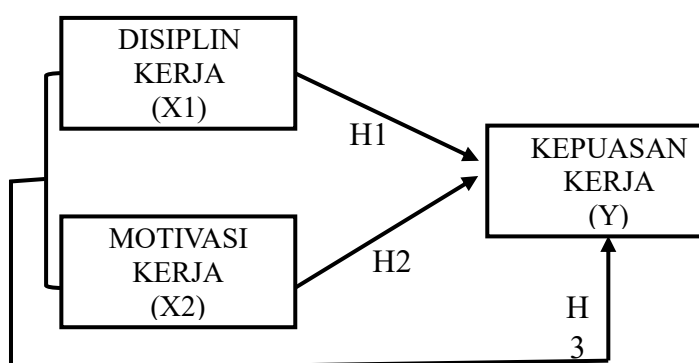 DISIPLIN
KERJA
(X1)
H1
KEPUASAN
KERJA
(Y)
MOTIVASI
KERJA
(X2)
H2
H
3